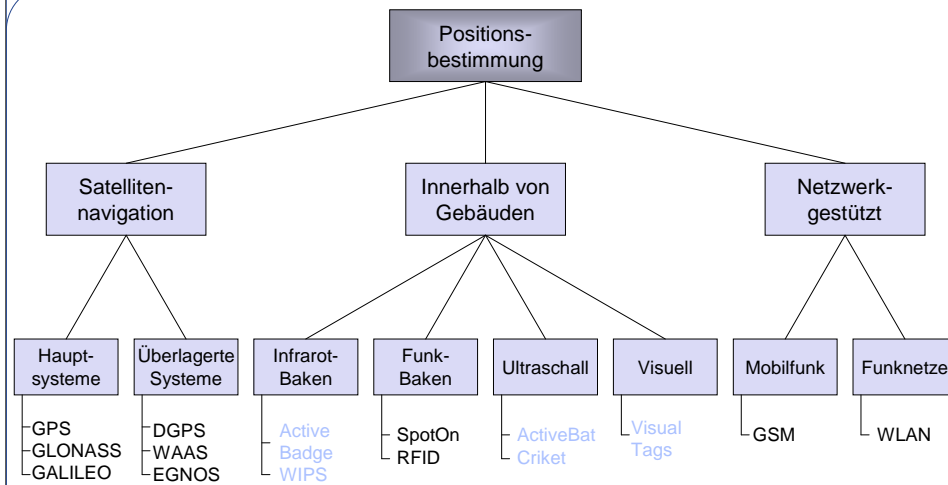 Positions-
bestimmung
Satelliten-
navigation
Innerhalb von
Gebäuden
Netzwerk-
gestützt
Haupt-
systeme
Überlagerte
Systeme
Infrarot-
Baken
Funk-
Baken
Ultraschall
Visuell
Mobilfunk
Funknetze
GPS
GLONASS
GALILEO
DGPS
WAAS
EGNOS
Active
Badge
WIPS
SpotOn
RFID
ActiveBat
Criket
Visual
Tags
GSM
WLAN